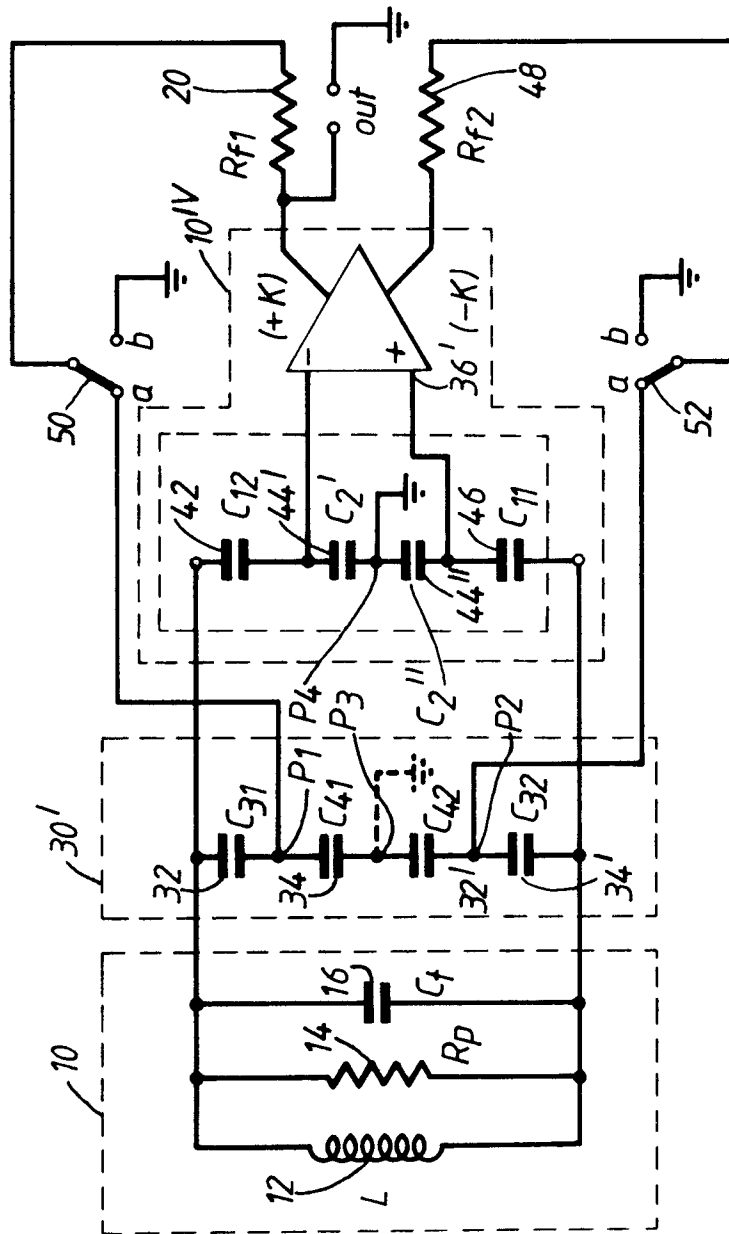 10
12
L
14
Rp
16
Cf
30'
32
C31
P1
34
C41
P3
C42
32'
P2
C32
34'
P4
C2'''
42
C12
44'
C2'
44''
46
C11
10IV
(+K)
−
+
36'
(-K)
50
a
b
52
a
b
20
Rf1
out
48
Rf2